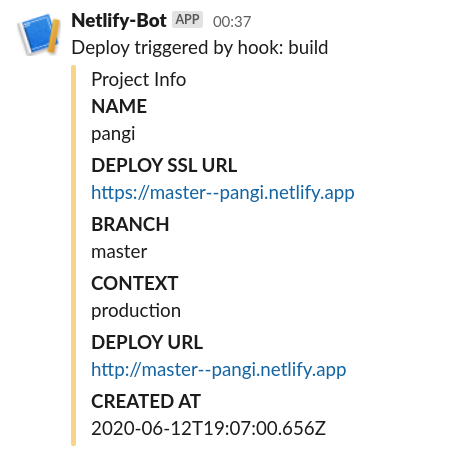 Netlify-Bot APP 00:37
Deploy triggered by hook: build
Project Info
NAME
pangi
DEPLOY SSL URL
https://master--pangi.netlify.app
BRANCH
master
CONTEXT
production
DEPLOY URL
http://master--pangi.netlify.app
CREATED AT
2020-06-12T19:07:00.656Z